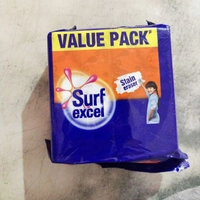 VALUE PACK*
Stain
eraser
Surf
excel